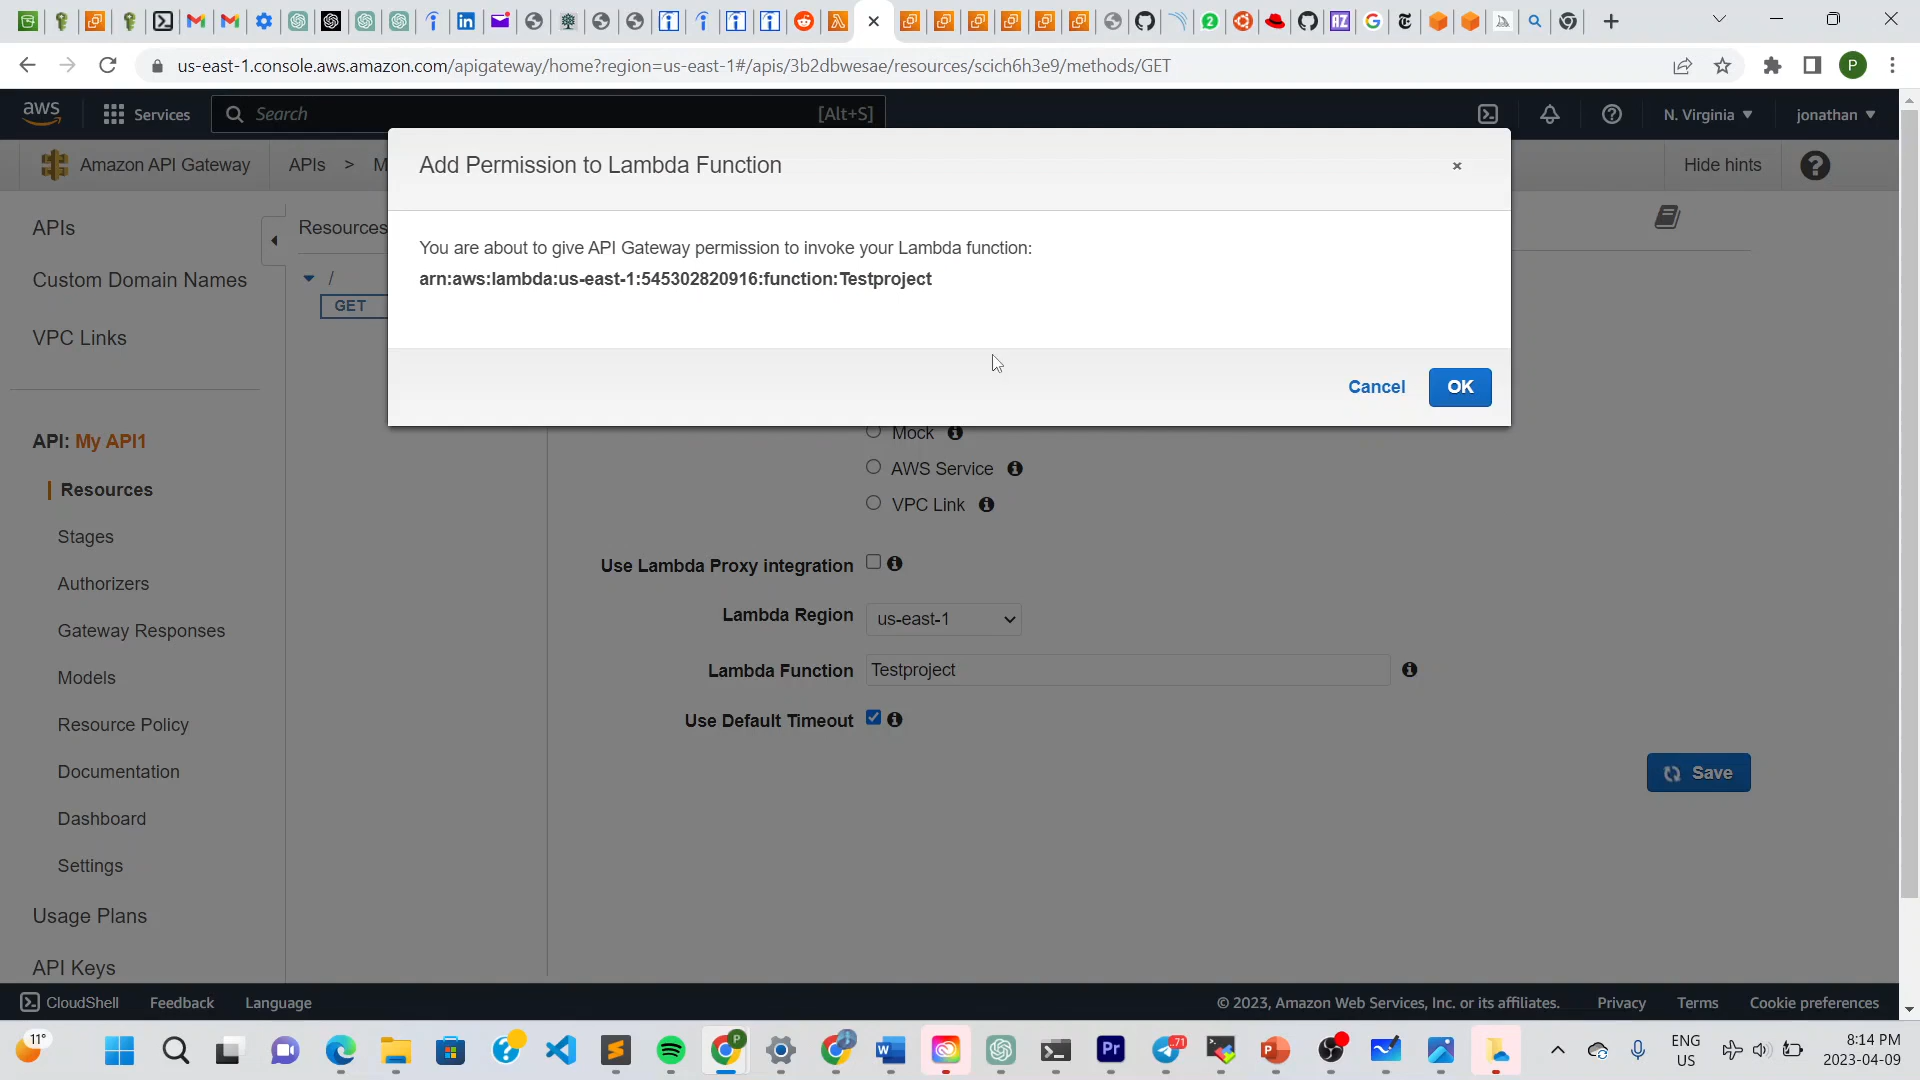 us-east-1.console.aws.amazon.com/apigateway/home?region=us-east-1#/apis/3b2dbwesae/resources/scich6h3e9/methods/GET
P
aws
Services
Search
[Alt+S]
N. Virginia
jonathan
Amazon API Gateway
APIs > M
Hide hints
Add Permission to Lambda Function
×
You are about to give API Gateway permission to invoke your Lambda function:
arn:aws:lambda:us-east-1:545302820916:function:Testproject
Cancel
OK
APIs
Custom Domain Names
VPC Links
API: My API1
Resources
Stages
Authorizers
Gateway Responses
Models
Resource Policy
Documentation
Dashboard
Settings
Usage Plans
API Keys
Resources
/
GET
Mock
AWS Service
VPC Link
Use Lambda Proxy integration
Lambda Region
us-east-1
Lambda Function
Testproject
Use Default Timeout
Save
CloudShell
Feedback
Language
© 2023, Amazon Web Services, Inc. or its affiliates.
Privacy
Terms
Cookie preferences
11°
71
ENG
US
8:14 PM
2023-04-09